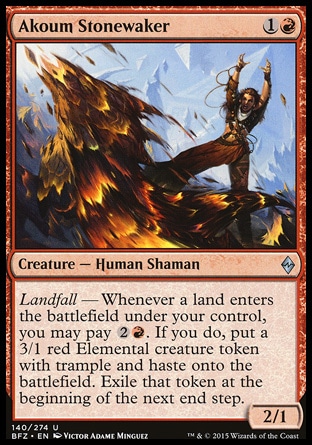 Akoum Stonewaker 1
Creature — Human Shaman
Landfall — Whenever a land enters
the battlefield under your control,
you may pay 2 . If you do, put a
3/1 red Elemental creature token
with trample and haste onto the
battlefield. Exile that token at the
beginning of the next end step.
2/1
140/274 U
BFZ • EN Victor Adame Minguez
™ & © 2015 Wizards of the Coast